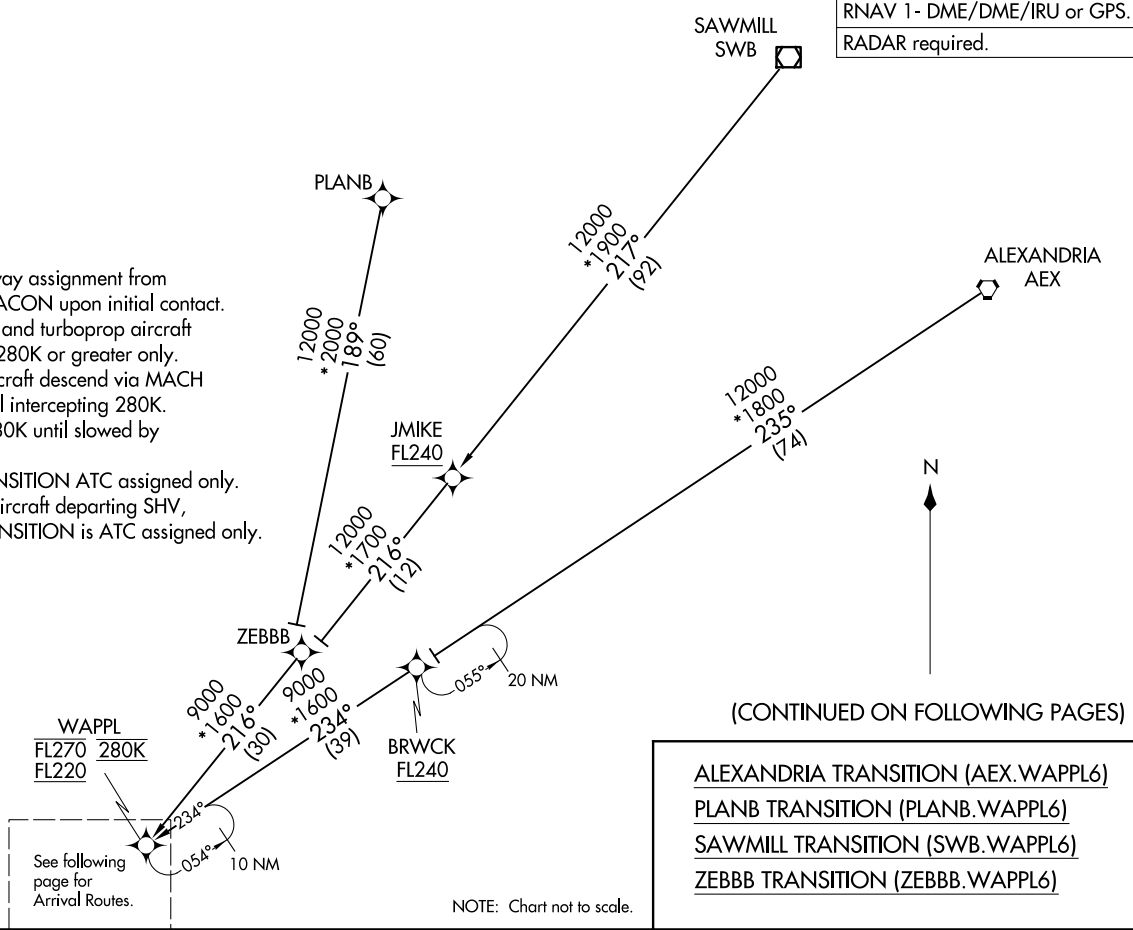 RNAV 1- DME/DME/IRU or GPS.
RADAR required.
SAWMILL
SWB
PLANB
12000
*1900
217°
(92)
ALEXANDRIA
AEX
way assignment from
ACON upon initial contact.
and turboprop aircraft
280K or greater only.
craft descend via MACH
l intercepting 280K.
80K until slowed by
NSITION ATC assigned only.
ircraft departing SHV,
NSITION is ATC assigned only.
12000
*2000
189°
(60)
12000
*1800
235°
(74)
JMIKE
FL240
N
12000
*1700
216°
(12)
ZEBBB
055°
20 NM
9000
*1600
216°
(30)
9000
*1600
234°
(39)
BRWCK
FL240
WAPPL
FL270 280K
FL220
234°
054°
10 NM
See following
page for
Arrival Routes.
NOTE: Chart not to scale.
(CONTINUED ON FOLLOWING PAGES)
ALEXANDRIA TRANSITION (AEX.WAPPL6)
PLANB TRANSITION (PLANB.WAPPL6)
SAWMILL TRANSITION (SWB.WAPPL6)
ZEBBB TRANSITION (ZEBBB.WAPPL6)